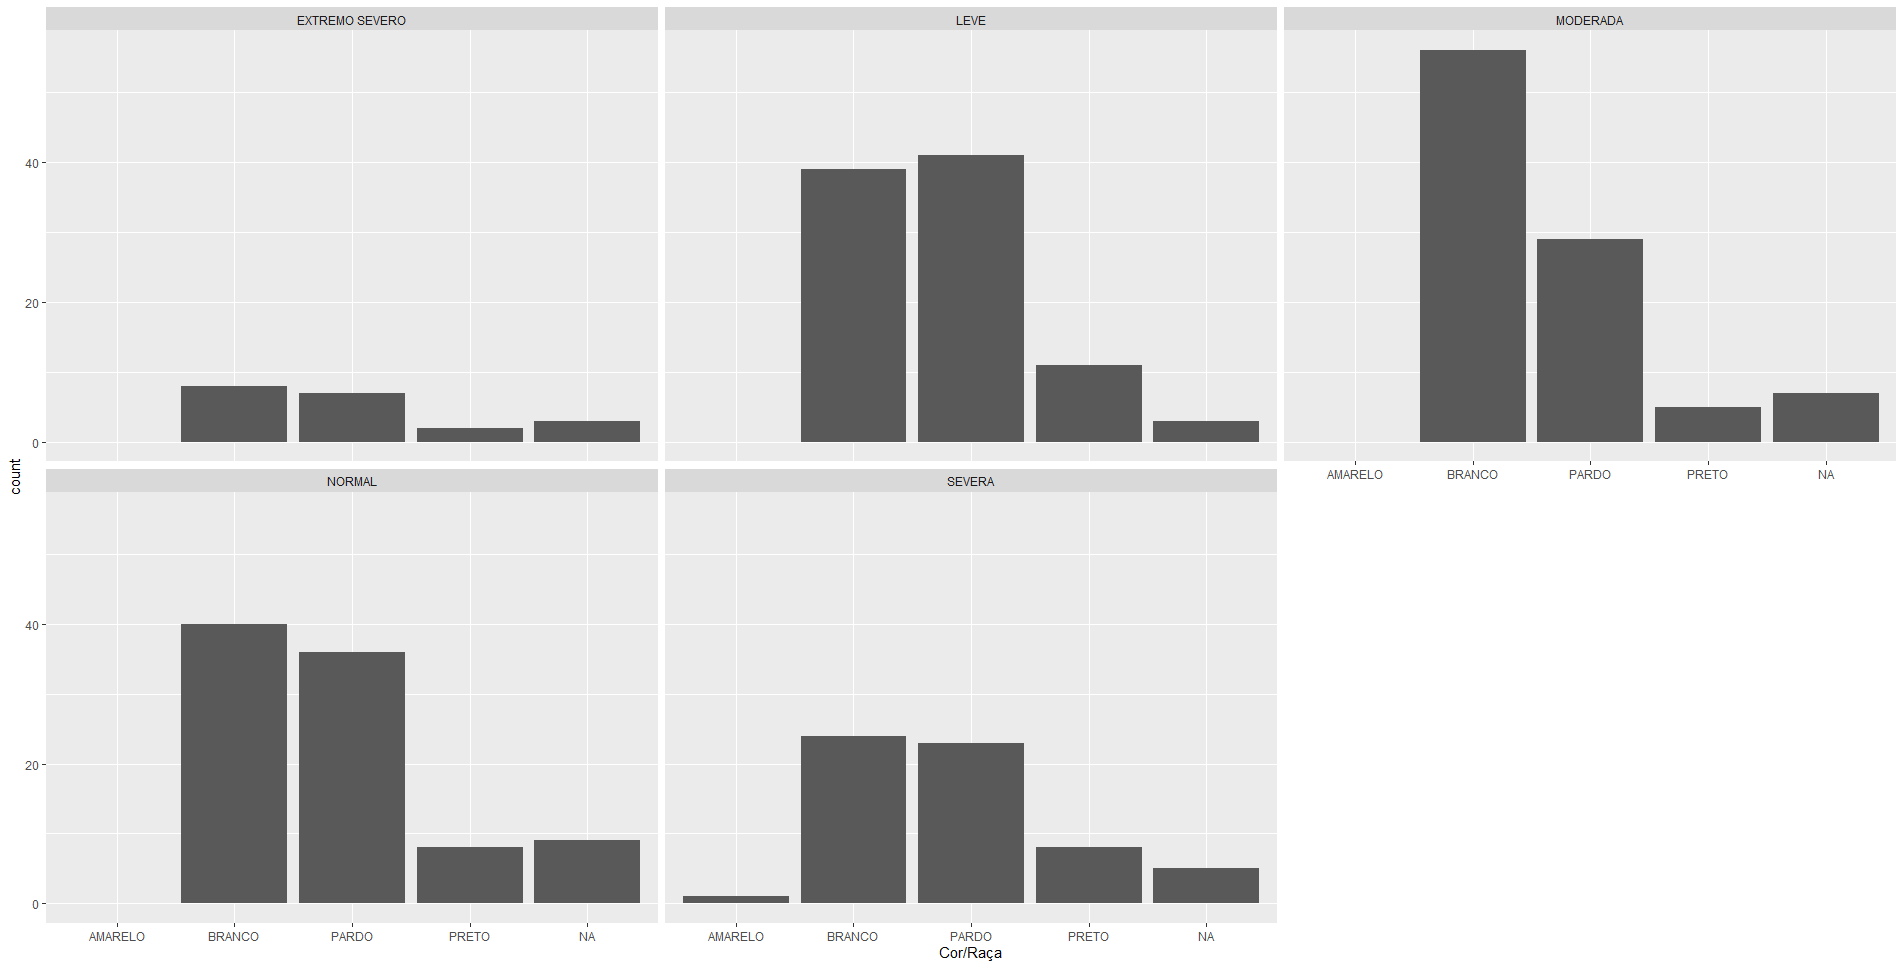 EXTREMO SEVERO
LEVE
MODERADA
40
20
0
AMARELO BRANCO PARDO PRETO NA
count
NORMAL
SEVERA
40
20
0
AMARELO BRANCO PARDO PRETO NA
AMARELO BRANCO PARDO PRETO NA
Cor/Raça